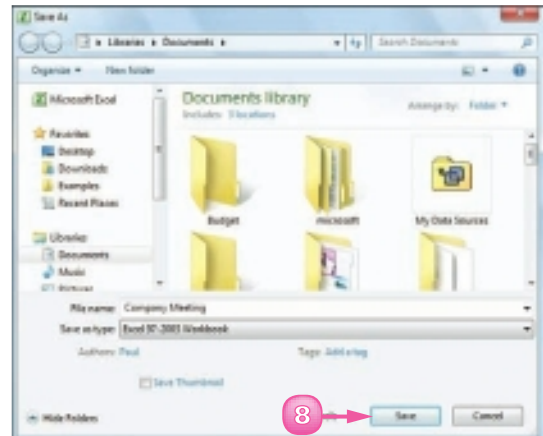 Save As
Libraries Documents
Search Documents
Organize New folder
Microsoft Excel
Favorites
Desktop
Downloads
Examples
Recent Places
Libraries
Documents
Music
Pictures
Documents library
Includes: 3 locations
Arrange by: Folder
Budget
microsoft
My Data Sources
File name: Company Meeting
Save as type: Excel 97-2003 Workbook
Authors: Paul
Tags: Add a tag
Save Thumbnail
Hide Folders
8
Save
Cancel